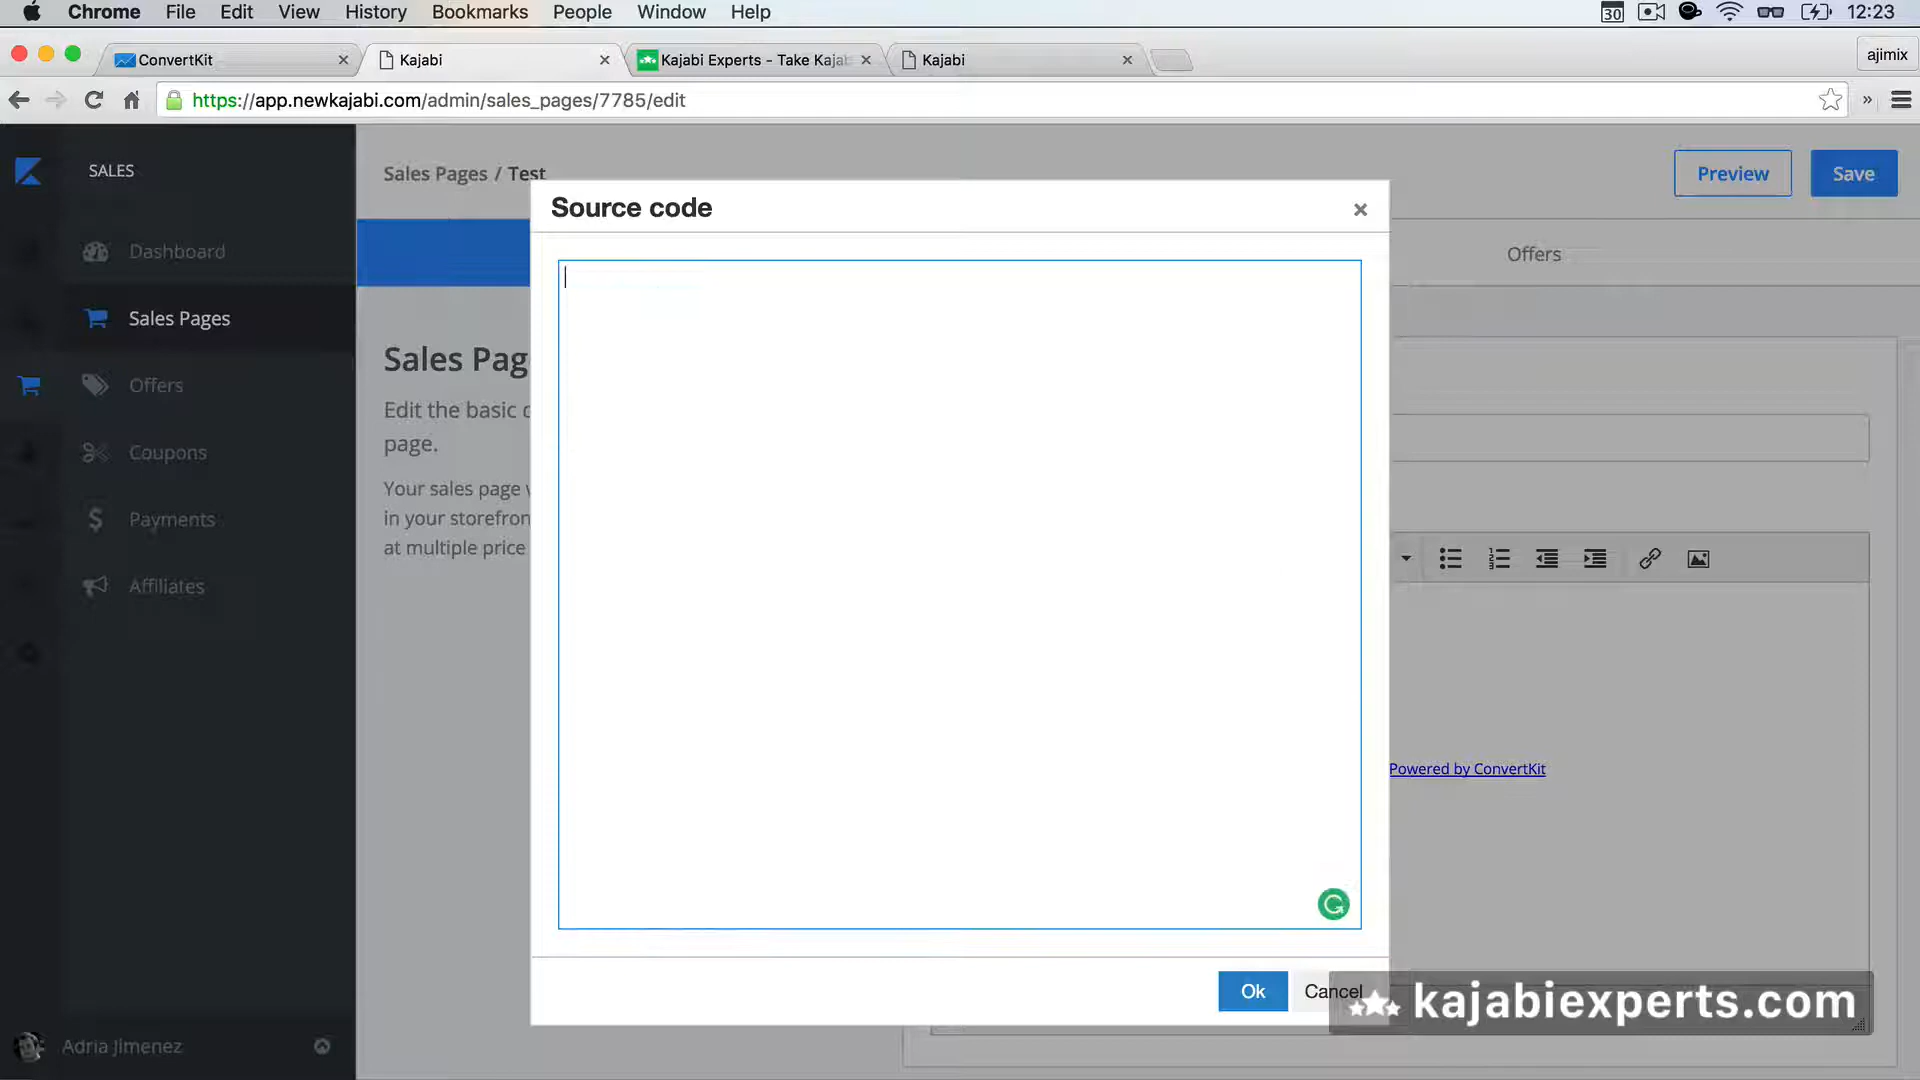 Chrome File Edit View History Bookmarks People Window Help 30 12:23
ConvertKit Kajabi Kajabi Experts - Take Kajab Kajabi ajimix
https://app.newkajabi.com/admin/sales_pages/7785/edit »
SALES
Sales Pages / Test
Preview
Save
Source code
Dashboard
Offers
Sales Pages
Sales Pag
Offers
Edit the basic
page.
Coupons
Your sales page
in your storefron
Payments
at multiple price
Affiliates
Powered by ConvertKit
Ok
Cancel
kajabiexperts.com
Adria Jimenez